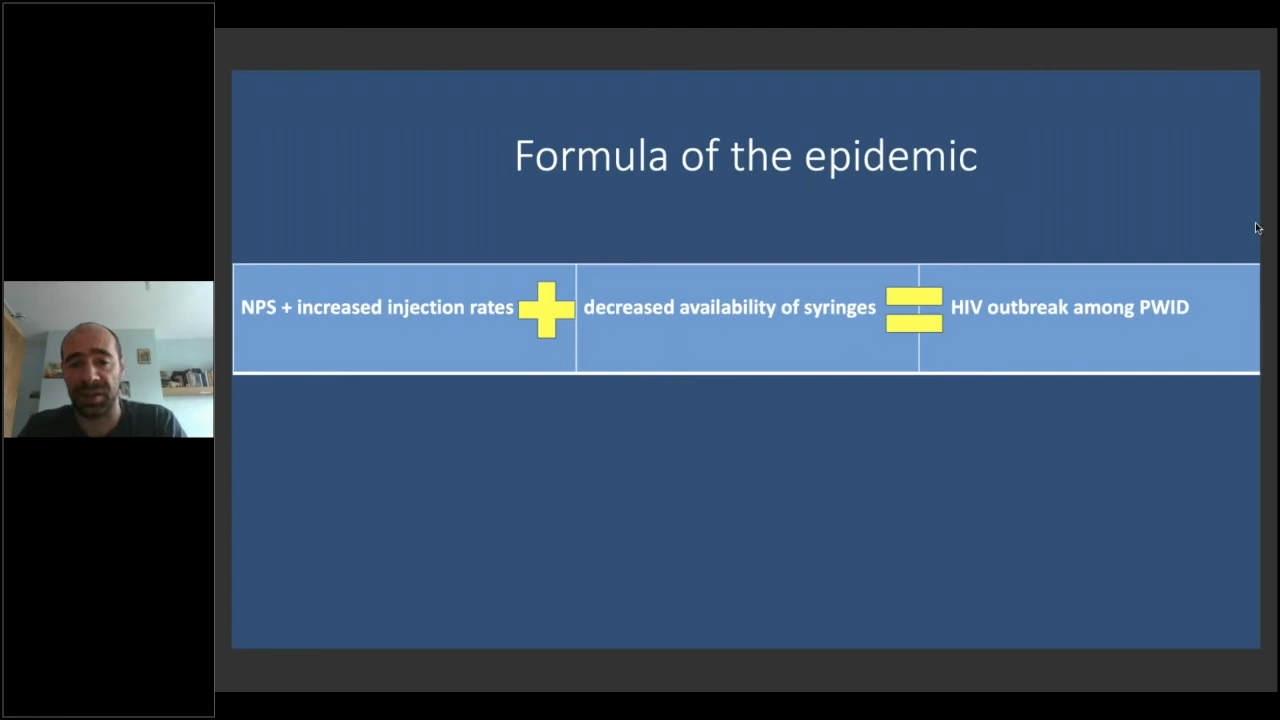 Formula of the epidemic
NPS + increased injection rates
decreased availability of syringes
HIV outbreak among PWID